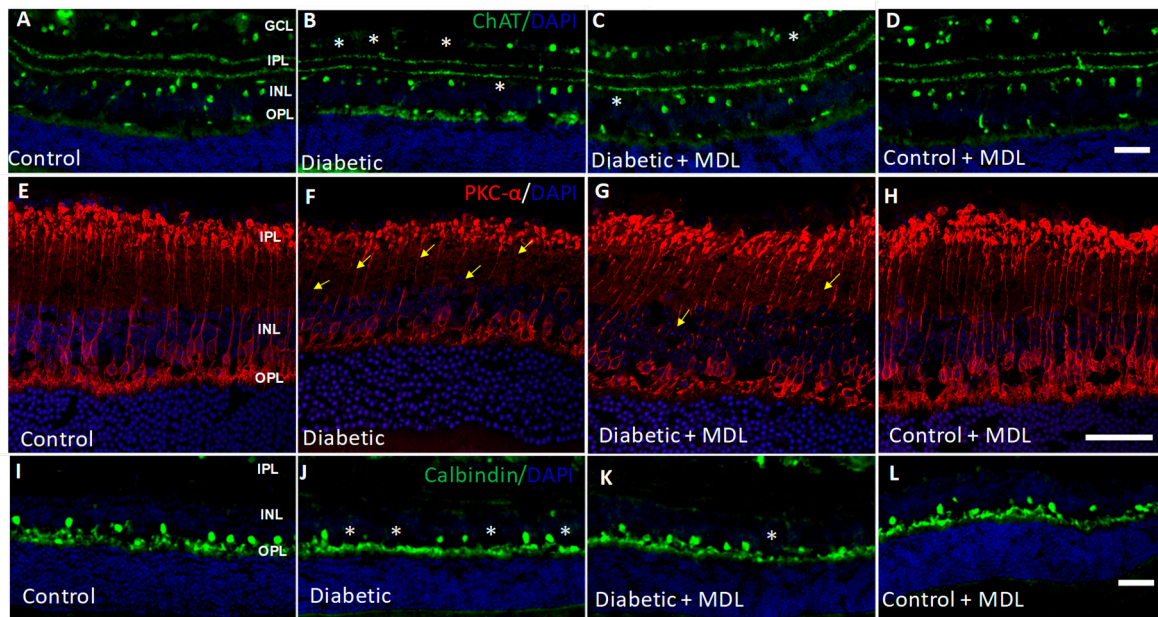 A
GCL
IPL
INL
OPL
Control
B
ChAT/DAPI
* * *
*
Diabetic
C
*
*
Diabetic + MDL
D
Control + MDL
E
IPL
INL
OPL
Control
F
PKC-α/DAPI
Diabetic
G
Diabetic + MDL
H
Control + MDL
I
IPL
INL
OPL
Control
J
Calbindin/DAPI
* * * *
Diabetic
K
*
Diabetic + MDL
L
Control + MDL